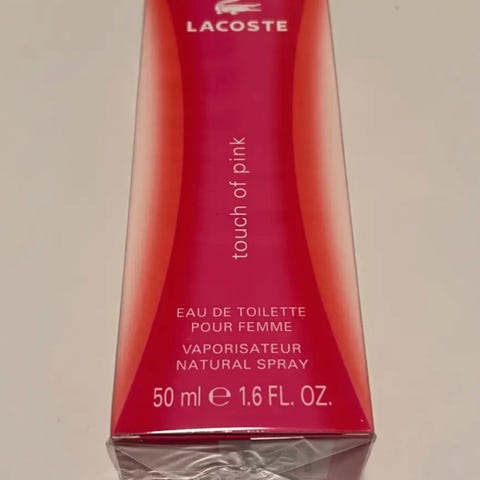 LACOSTE
touch of pink
EAU DE TOILETTE
POUR FEMME
VAPORISATEUR
NATURAL SPRAY
50 ml ℮ 1.6 FL. OZ.